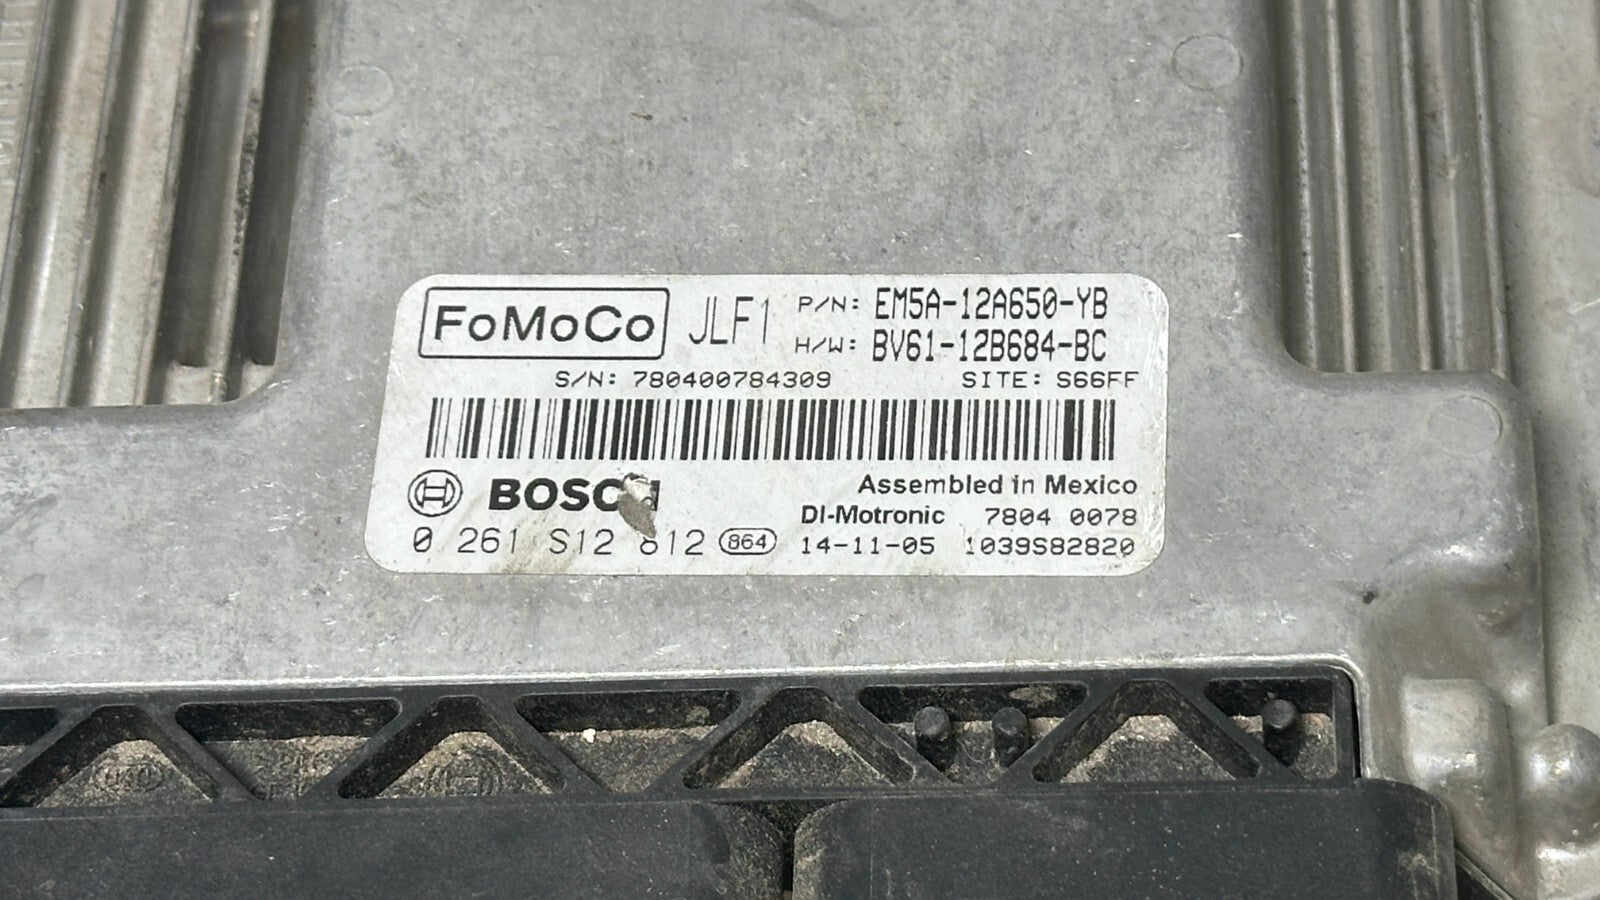 FoMoCo JLF1 P/N: EM5A-12A650-YB
H/W: BV61-12B684-BC
S/N: 780400784309 SITE: S66FF
BOSCH Assembled in Mexico
DI-Motronic 7804 0078
0 261 S12 612 864 14-11-05 1039S82820